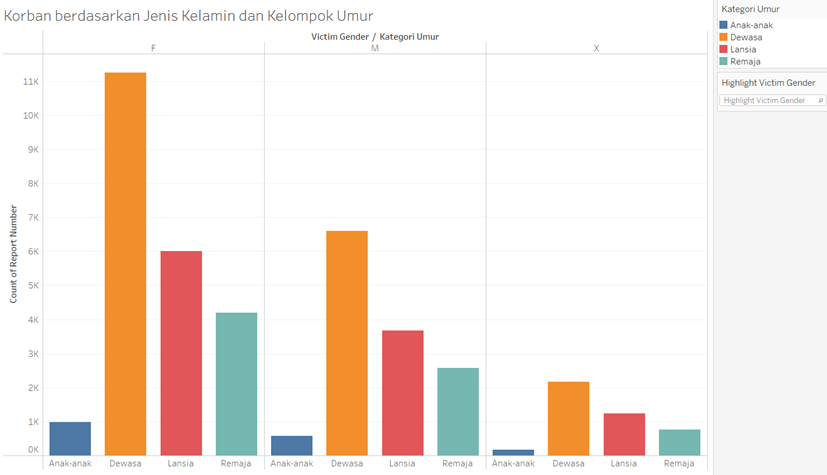 Korban berdasarkan Jenis Kelamin dan Kelompok Umur
Victim Gender / Kategori Umur
F M X
11K
10K
9K
8K
7K
6K
5K
4K
3K
2K
1K
0K
Count of Report Number
Anak-anak Dewasa Lansia Remaja Anak-anak Dewasa Lansia Remaja Anak-anak Dewasa Lansia Remaja
Kategori Umur
Anak-anak
Dewasa
Lansia
Remaja
Highlight Victim Gender
Highlight Victim Gender